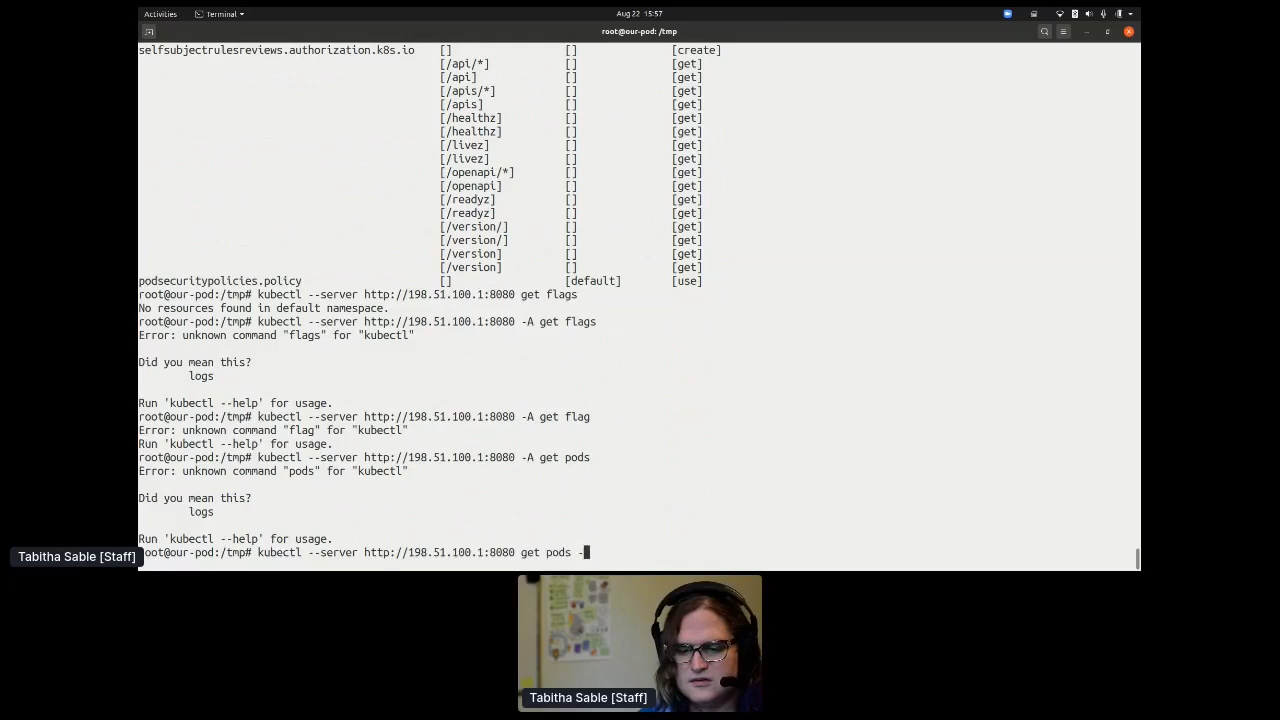 Activities Terminal Aug 22 15:57
root@our-pod: /tmp
selfsubjectrulesreviews.authorization.k8s.io [] [] [create]
[/api/*] [] [get]
[/api] [] [get]
[/apis/*] [] [get]
[/apis] [] [get]
[/healthz] [] [get]
[/healthz] [] [get]
[/livez] [] [get]
[/livez] [] [get]
[/openapi/*] [] [get]
[/openapi] [] [get]
[/readyz] [] [get]
[/readyz] [] [get]
[/version/] [] [get]
[/version/] [] [get]
[/version] [] [get]
[/version] [] [get]
podsecuritypolicies.policy [] [default] [use]
root@our-pod:/tmp# kubectl --server http://198.51.100.1:8080 get flags
No resources found in default namespace.
root@our-pod:/tmp# kubectl --server http://198.51.100.1:8080 -A get flags
Error: unknown command "flags" for "kubectl"
Did you mean this?
logs
Run 'kubectl --help' for usage.
root@our-pod:/tmp# kubectl --server http://198.51.100.1:8080 -A get flag
Error: unknown command "flag" for "kubectl"
Run 'kubectl --help' for usage.
root@our-pod:/tmp# kubectl --server http://198.51.100.1:8080 -A get pods
Error: unknown command "pods" for "kubectl"
Did you mean this?
logs
Run 'kubectl --help' for usage.
root@our-pod:/tmp# kubectl --server http://198.51.100.1:8080 get pods -
Tabitha Sable [Staff]
Tabitha Sable [Staff]